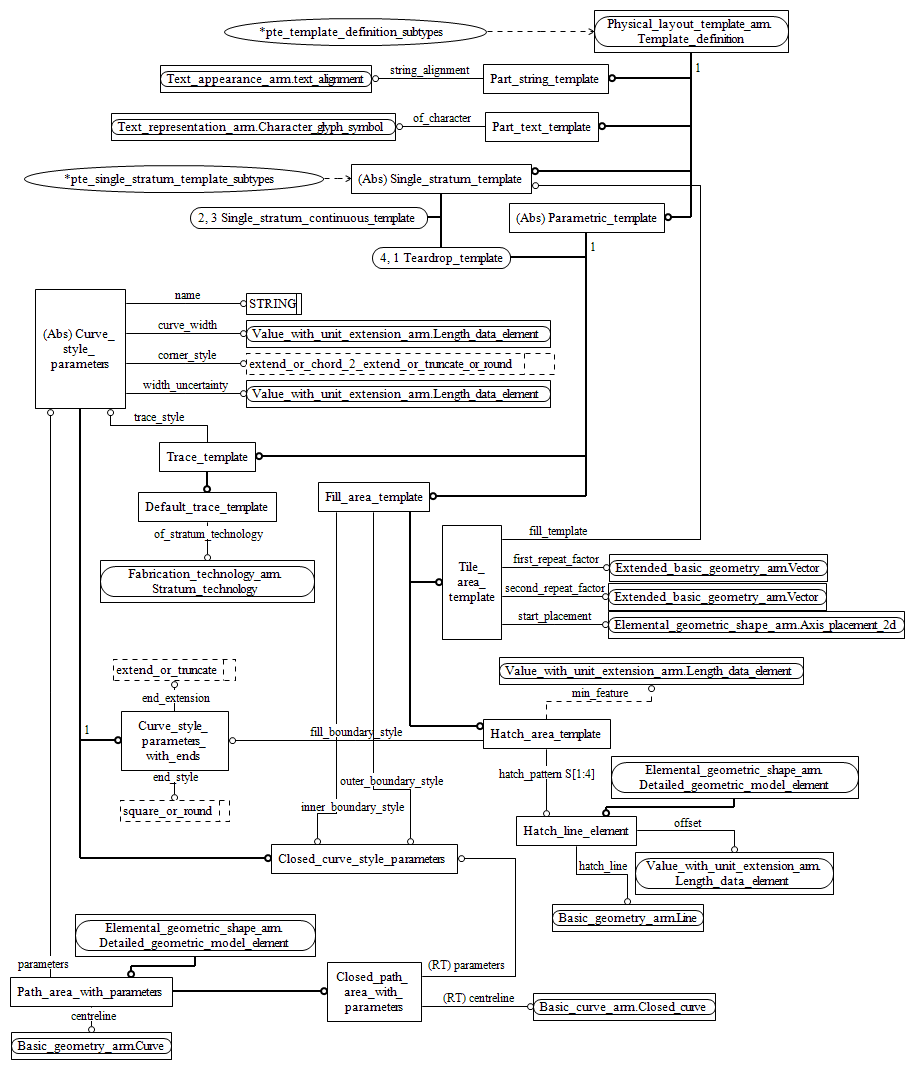 *pte_template_definition_subtypes
Physical_layout_template_arm.
Template_definition
1
Text_appearance_arm.text_alignment
string_alignment
Part_string_template
Text_representation_arm.Character_glyph_symbol
of_character
Part_text_template
*pte_single_stratum_template_subtypes
(Abs) Single_stratum_template
2, 3 Single_stratum_continuous_template
(Abs) Parametric_template
4, 1 Teardrop_template
1
(Abs) Curve_
style_
parameters
name
STRING
curve_width
Value_with_unit_extension_arm.Length_data_element
corner_style
extend_or_chord_2_extend_or_truncate_or_round
width_uncertainty
Value_with_unit_extension_arm.Length_data_element
trace_style
Trace_template
Default_trace_template
of_stratum_technology
Fabrication_technology_arm.
Stratum_technology
Fill_area_template
Tile_
area_
template
fill_template
first_repeat_factor
Extended_basic_geometry_arm.Vector
second_repeat_factor
Extended_basic_geometry_arm.Vector
start_placement
Elemental_geometric_shape_arm.Axis_placement_2d
extend_or_truncate
end_extension
Value_with_unit_extension_arm.Length_data_element
min_feature
1
Curve_style_
parameters_
with_ends
fill_boundary_style
Hatch_area_template
end_style
square_or_round
outer_boundary_style
inner_boundary_style
hatch_pattern S[1:4]
Elemental_geometric_shape_arm.
Detailed_geometric_model_element
Hatch_line_element
offset
Closed_curve_style_parameters
hatch_line
Value_with_unit_extension_arm.
Length_data_element
Basic_geometry_arm.Line
Elemental_geometric_shape_arm.
Detailed_geometric_model_element
parameters
Path_area_with_parameters
Closed_path_
area_with_
parameters
(RT) parameters
(RT) centreline
Basic_curve_arm.Closed_curve
centreline
Basic_geometry_arm.Curve